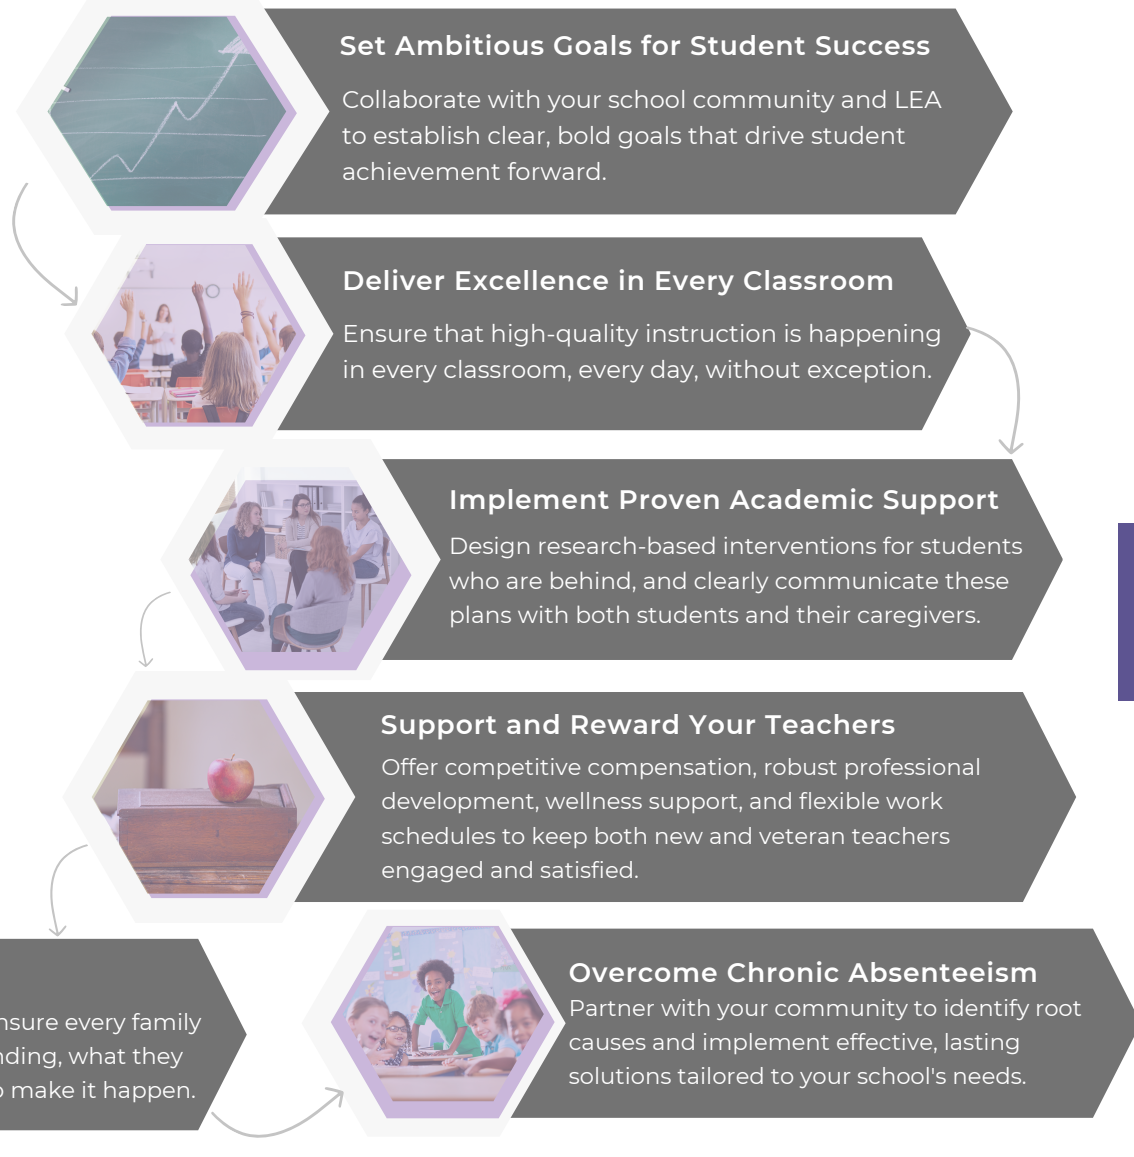 Set Ambitious Goals for Student Success
Collaborate with your school community and LEA
to establish clear, bold goals that drive student
achievement forward.
Deliver Excellence in Every Classroom
Ensure that high-quality instruction is happening
in every classroom, every day, without exception.
Implement Proven Academic Support
Design research-based interventions for students
who are behind, and clearly communicate these
plans with both students and their caregivers.
Support and Reward Your Teachers
Offer competitive compensation, robust professional
development, wellness support, and flexible work
schedules to keep both new and veteran teachers
engaged and satisfied.
every family
what they
make it happen.
Overcome Chronic Absenteeism
Partner with your community to identify root
causes and implement effective, lasting
solutions tailored to your school's needs.